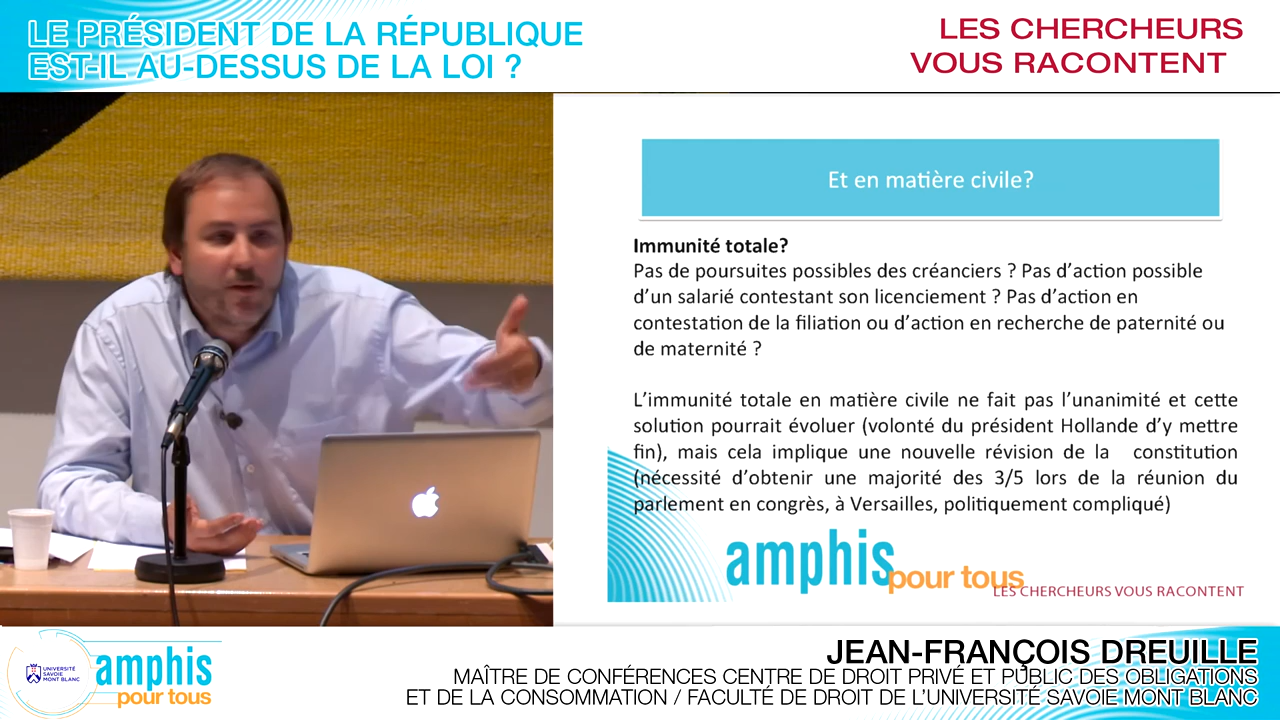 LE PRÉSIDENT DE LA RÉPUBLIQUE
EST-IL AU-DESSUS DE LA LOI ?
LES CHERCHEURS
VOUS RACONTENT
Et en matière civile?
Immunité totale?
Pas de poursuites possibles des créanciers ? Pas d’action possible
d’un salarié contestant son licenciement ? Pas d’action en
contestation de la filiation ou d’action en recherche de paternité ou
de maternité ?
L’immunité totale en matière civile ne fait pas l’unanimité et cette
solution pourrait évoluer (volonté du président Hollande d’y mettre
fin), mais cela implique une nouvelle révision de la constitution
(nécessité d’obtenir une majorité des 3/5 lors de la réunion du
parlement en congrès, à Versailles, politiquement compliqué)
amphis
pour tous
LES CHERCHEURS VOUS RACONTENT
UNIVERSITÉ
SAVOIE
MONT BLANC
amphis
pour tous
JEAN-FRANÇOIS DREUILLE
MAÎTRE DE CONFÉRENCES CENTRE DE DROIT PRIVÉ ET PUBLIC DES OBLIGATIONS
ET DE LA CONSOMMATION / FACULTÉ DE DROIT DE L’UNIVERSITÉ SAVOIE MONT BLANC